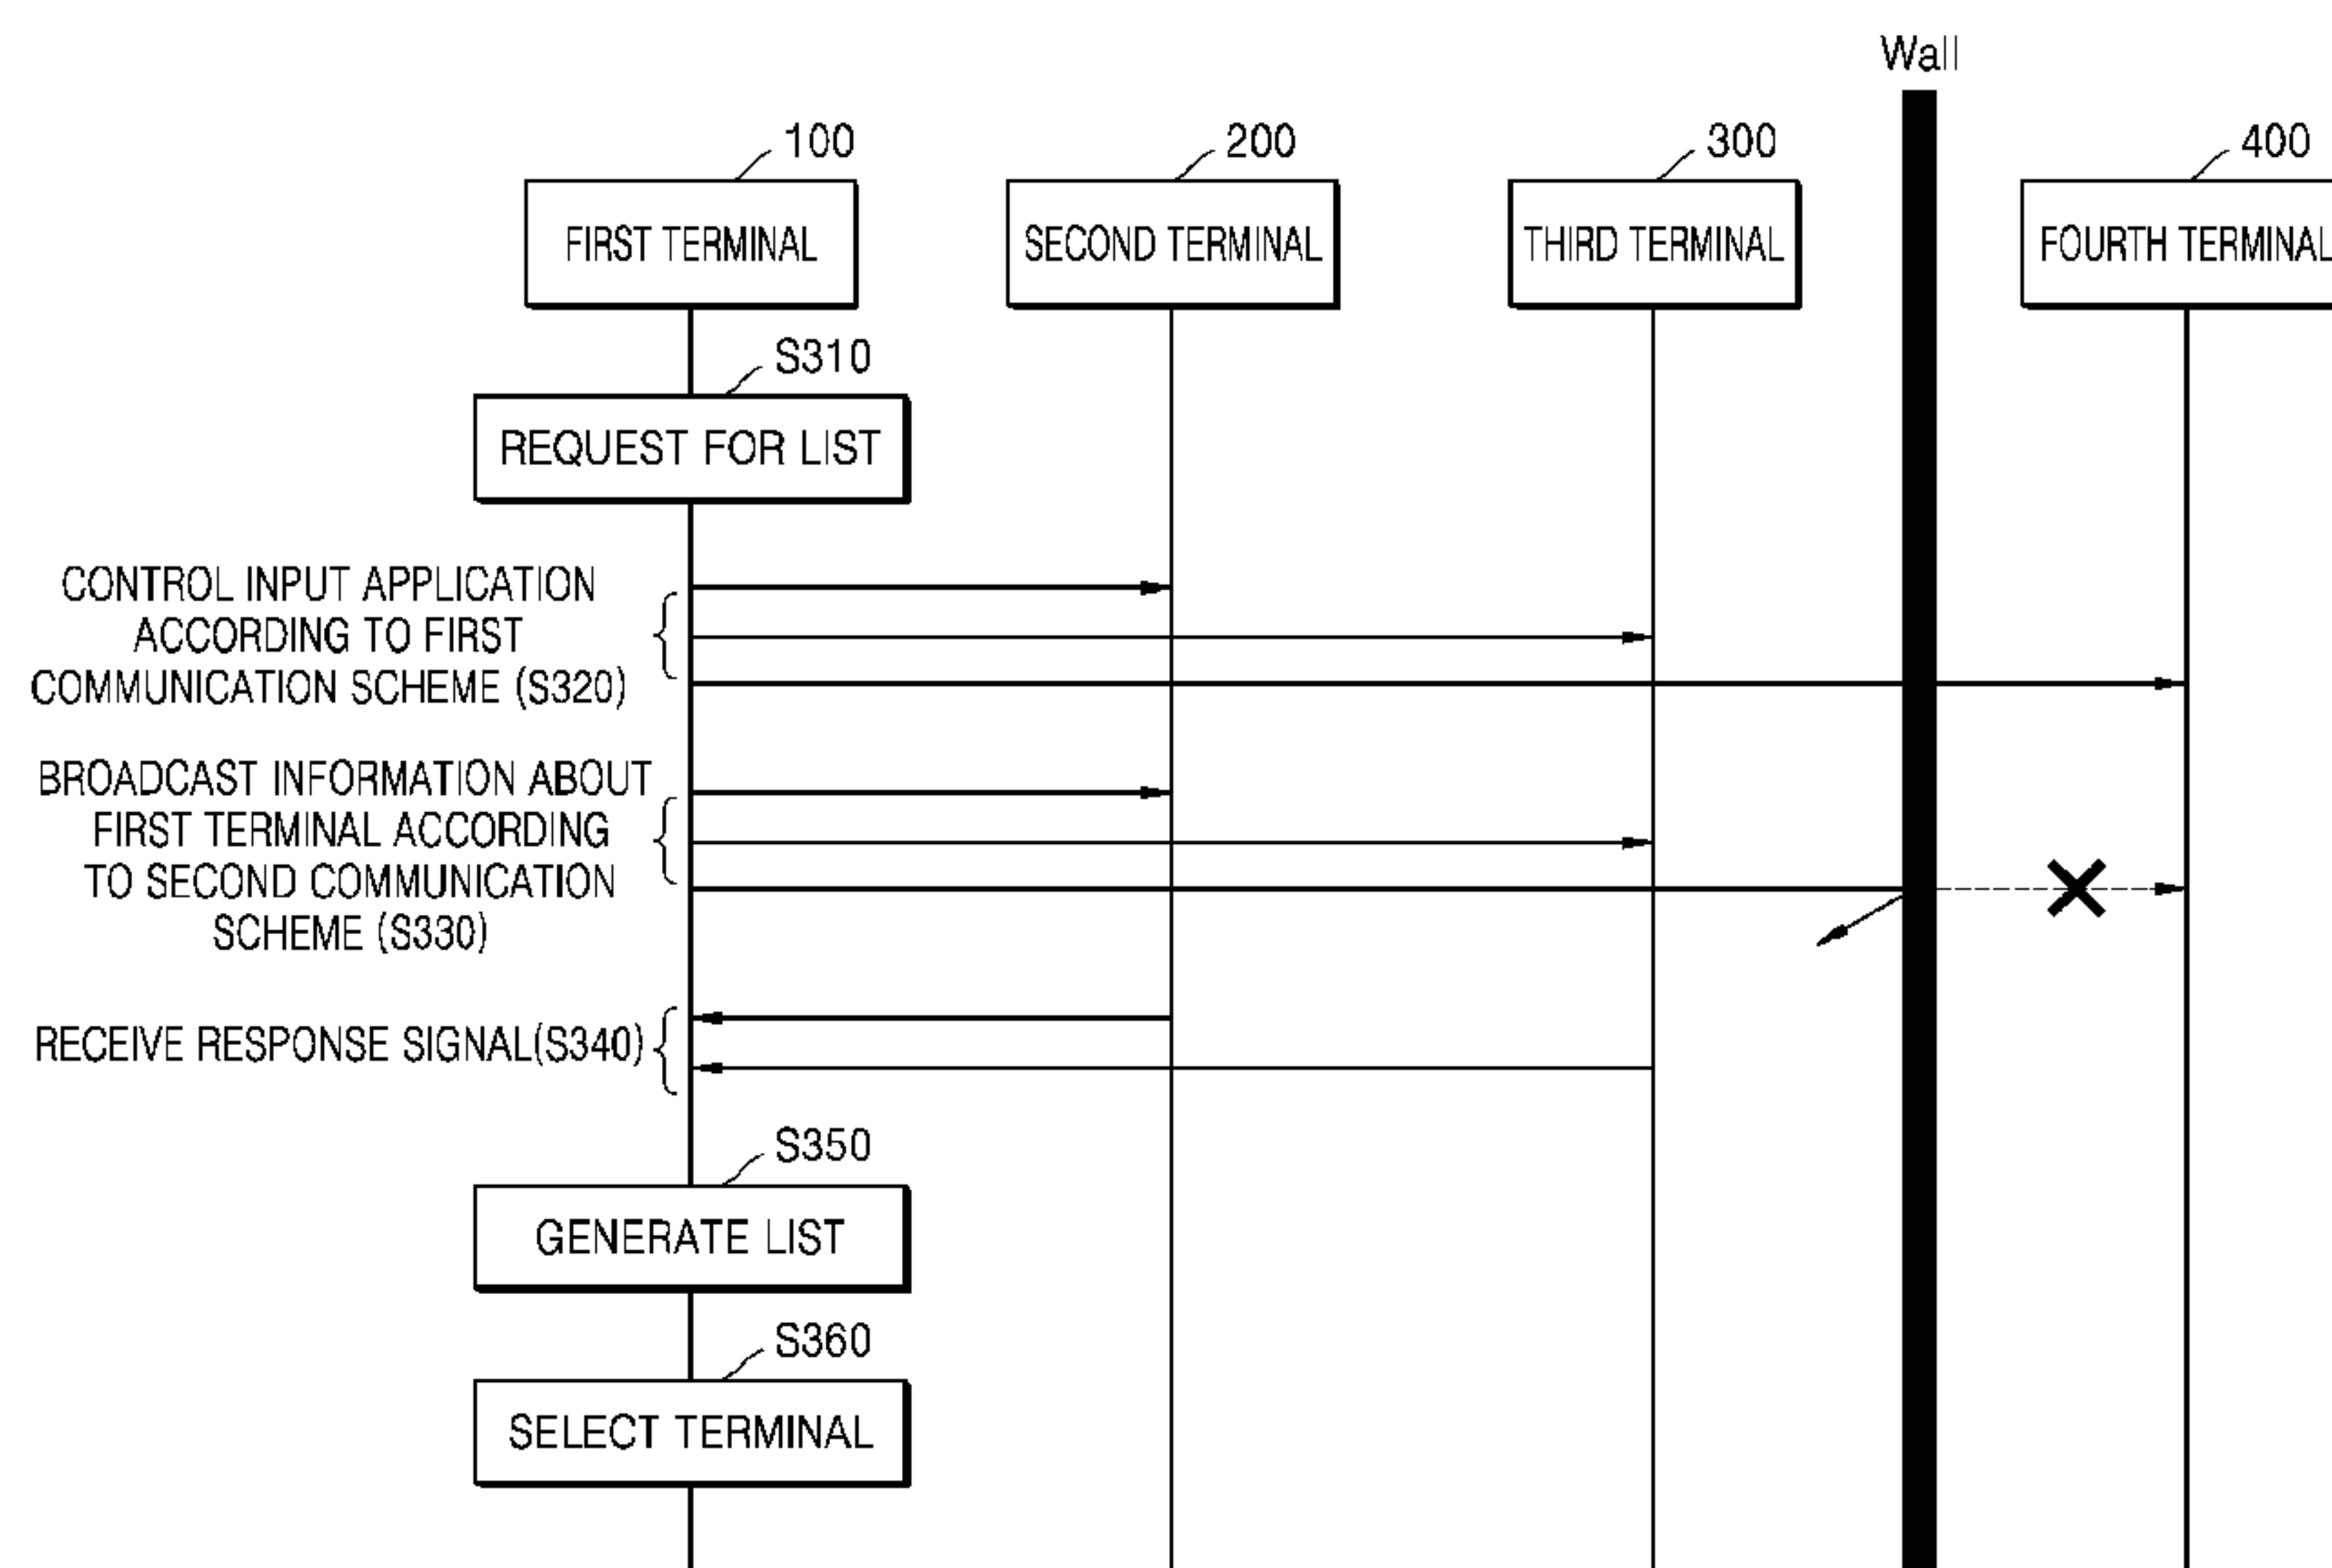 Wall
100
200
300
400
FIRST TERMINAL
SECOND TERMINAL
THIRD TERMINAL
FOURTH TERMINAL
S310
REQUEST FOR LIST
CONTROL INPUT APPLICATION
ACCORDING TO FIRST
COMMUNICATION SCHEME (S320)
BROADCAST INFORMATION ABOUT
FIRST TERMINAL ACCORDING
TO SECOND COMMUNICATION
SCHEME (S330)
RECEIVE RESPONSE SIGNAL(S340)
S350
GENERATE LIST
S360
SELECT TERMINAL